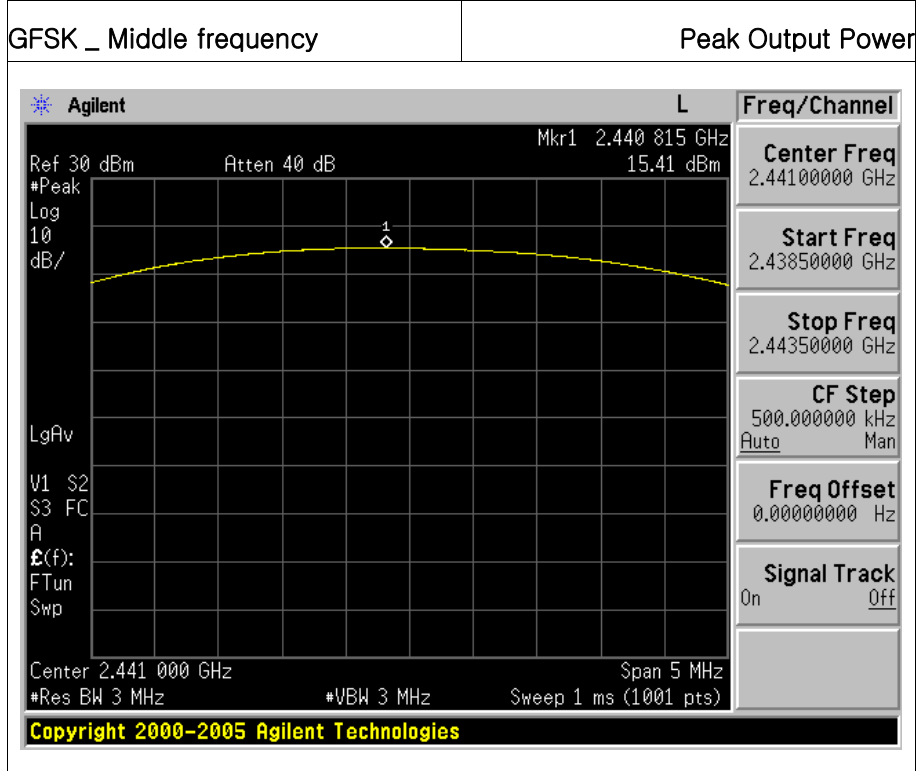 GFSK _ Middle frequency
Peak Output Power
Agilent
L
Freq/Channel
Mkr1 2.440 815 GHz
Ref 30 dBm Atten 40 dB 15.41 dBm
#Peak
Log
10
dB/
1
LgAv
V1 S2
S3 FC
A
£(f):
FTun
Swp
Center 2.441 000 GHz Span 5 MHz
#Res BW 3 MHz #VBW 3 MHz Sweep 1 ms (1001 pts)
Center Freq
2.44100000 GHz
Start Freq
2.43850000 GHz
Stop Freq
2.44350000 GHz
CF Step
500.000000 kHz
Auto Man
Freq Offset
0.00000000 Hz
Signal Track
On Off
Copyright 2000-2005 Agilent Technologies